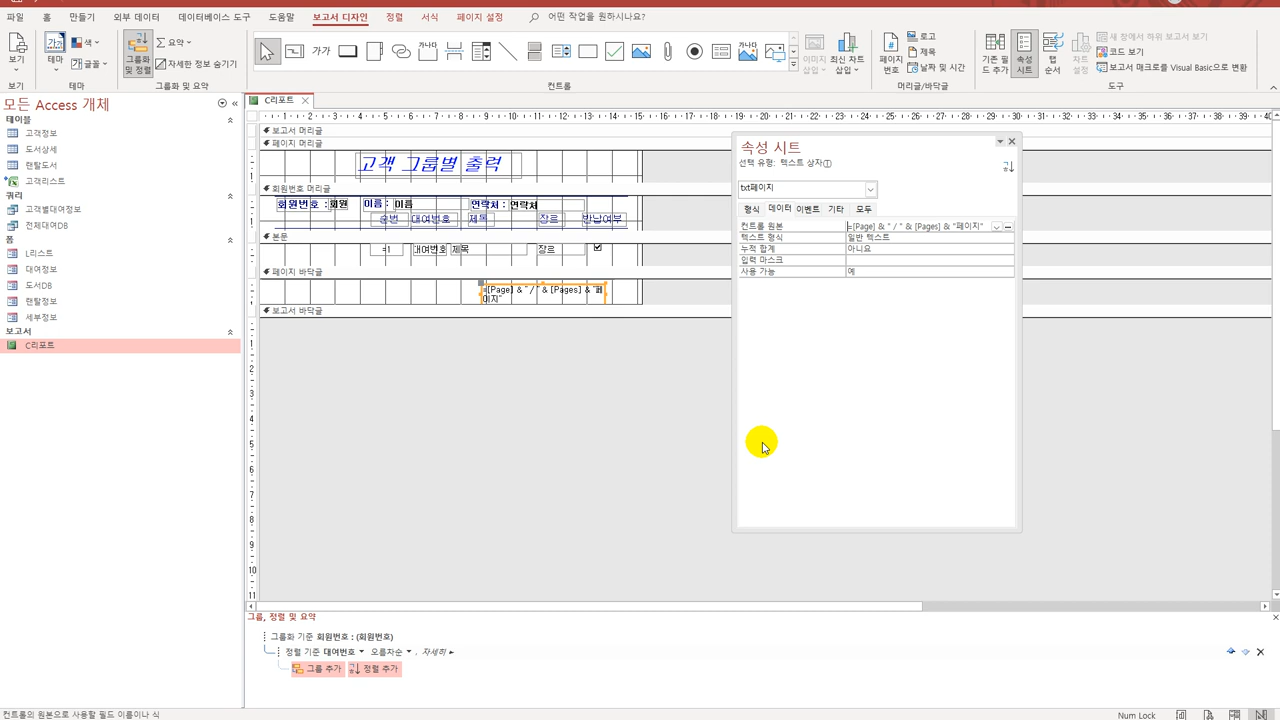 파일 홈 만들기 외부 데이터 데이터베이스 도구 도움말 보고서 디자인 정렬 서식 페이지 설정 어떤 작업을 원하시나요?
보기
테마
색
글꼴
그룹화 및 정렬
요약
자세한 정보 숨기기
가나다
가가
이미지 삽입
최신 차트 삽입
페이지 번호
로고
제목
날짜 및 시간
기존 필드 추가
속성 시트
탭 순서
차트 설정
새 창에서 하위 보고서 보기
코드 보기
보고서 매크로를 Visual Basic으로 변환
보기 테마 그룹화 및 요약 컨트롤 머리글/바닥글 도구
모든 Access 개체
테이블
고객정보
도서상세
랜탈도서
고객리스트
쿼리
고객별대여정보
전체대여DB
폼
L리스트
대여정보
도서DB
랜탈정보
세부정보
보고서
C리포트
C리포트
보고서 머리글
페이지 머리글
고객 그룹별 출력
회원번호 머리글
회원번호 : 회원 이름 : 이름 연락처 : 연락처
순번 대여번호 제목 장르 반납여부
본문
=1 대여번호 제목 장르
페이지 바닥글
=[Page] & " / " & [Pages] & "페
이지"
보고서 바닥글
속성 시트
선택 유형: 텍스트 상자(I)
txt페이지
형식 데이터 이벤트 기타 모두
컨트롤 원본 =[Page] & " / " & [Pages] & "페이지"
텍스트 형식 일반 텍스트
누적 합계 아니요
입력 마스크
사용 가능 예
그룹, 정렬 및 요약
그룹화 기준 회원번호 : (회원번호)
정렬 기준 대여번호 오름차순 , 자세히
그룹 추가 정렬 추가
컨트롤의 원본으로 사용할 필드 이름이나 식
Num Lock